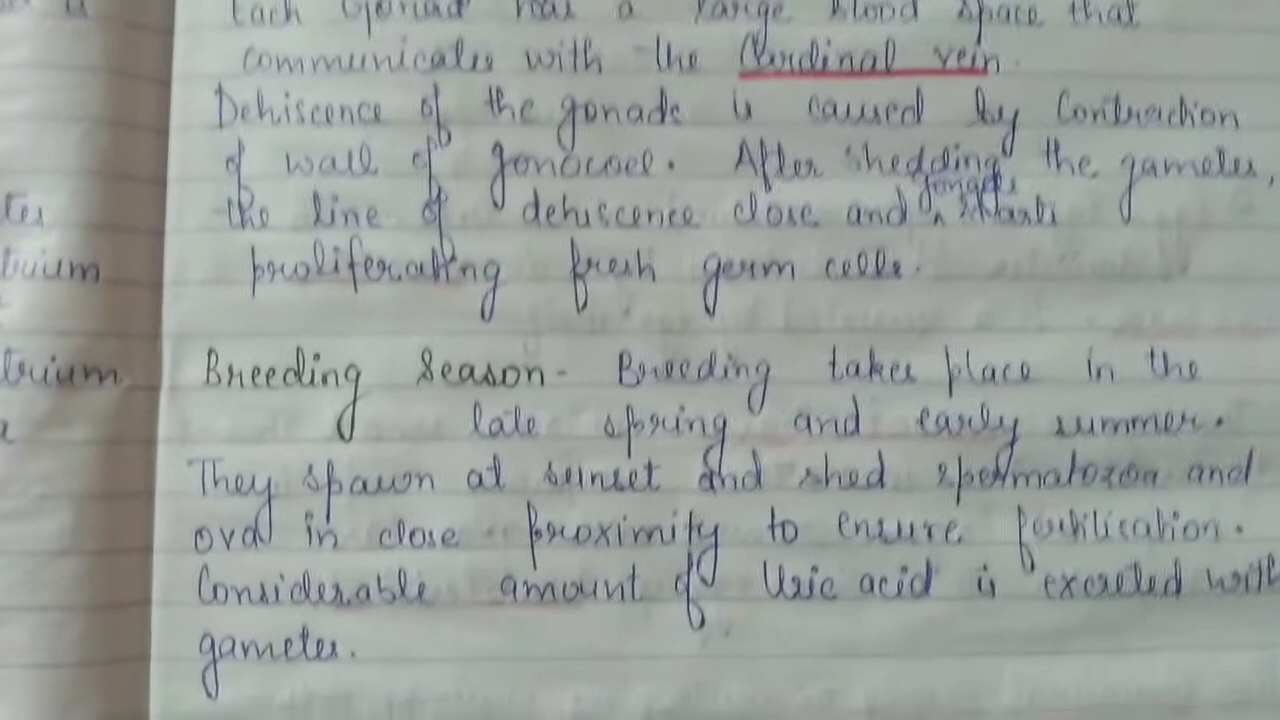 Each Gonad has a large blood space that
communicates with the Cardinal vein.
Dehiscence of the gonads is caused by Contraction
of wall of gonocoel. After shedding the gametes,
the line of dehiscence close and gonads starts
proliferating fresh germ cells.
trium
trium
Breeding Season- Breeding takes place in the
late spring and early summer.
They spawn at sunset and shed spermatozoa and
ova in close proximity to ensure fertilication.
Considerable amount of Uric acid is excreted with
gametes.